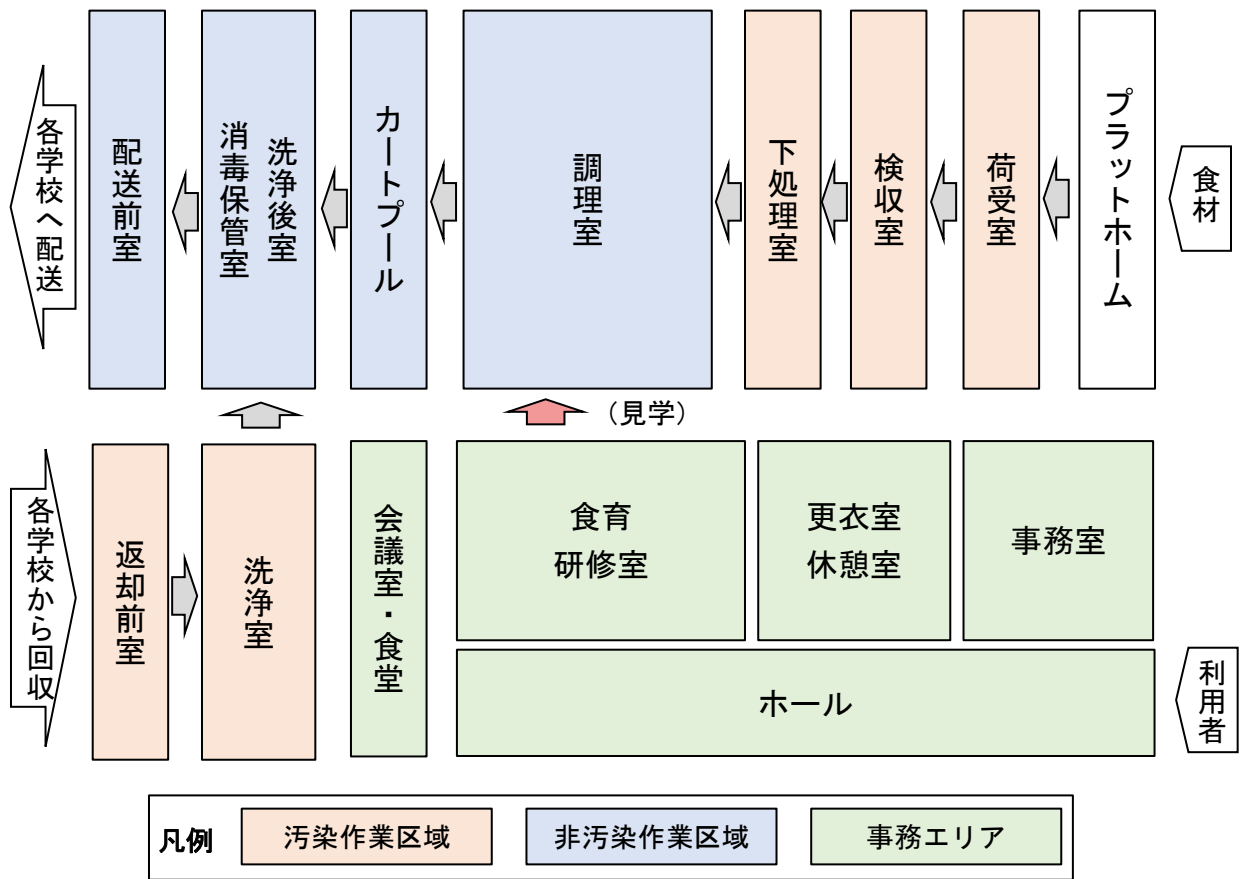 各学校へ配送
配送前室
洗浄後室
消毒保管室
カートプール
調理室
下処理室
検収室
荷受室
プラットホーム
食材
（見学）
各学校から回収
返却前室
洗浄室
会議室・食堂
食育
研修室
更衣室
休憩室
事務室
ホール
利用者
凡例
汚染作業区域
非汚染作業区域
事務エリア